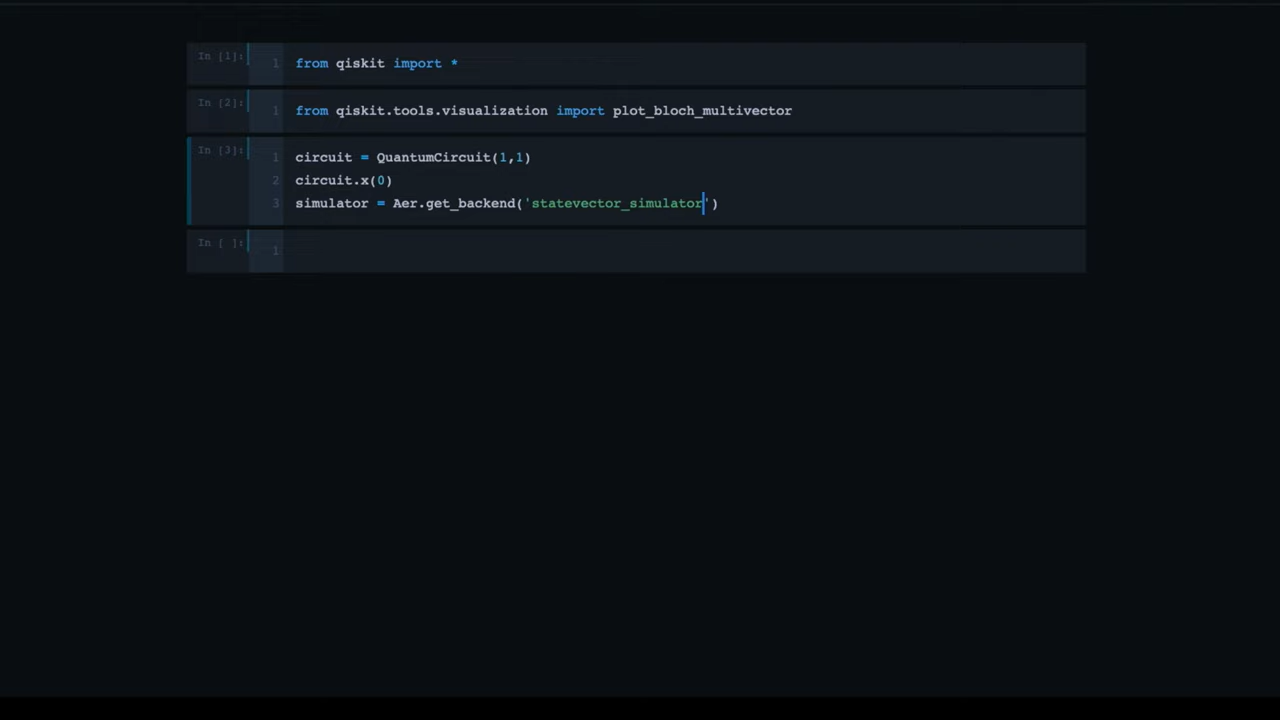 In [1]:
1 from qiskit import *
In [2]:
1 from qiskit.tools.visualization import plot_bloch_multivector
In [3]:
1 circuit = QuantumCircuit(1,1)
2 circuit.x(0)
3 simulator = Aer.get_backend('statevector_simulator')
In [ ]:
1